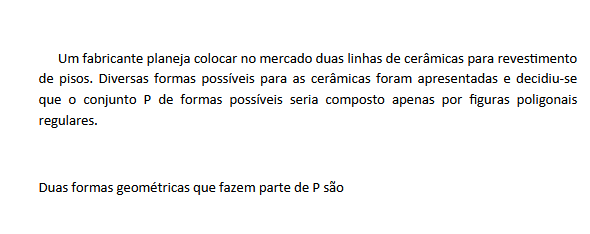 Um fabricante planeja colocar no mercado duas linhas de cerâmicas para revestimento
de pisos. Diversas formas possíveis para as cerâmicas foram apresentadas e decidiu-se
que o conjunto P de formas possíveis seria composto apenas por figuras poligonais
regulares.
Duas formas geométricas que fazem parte de P são